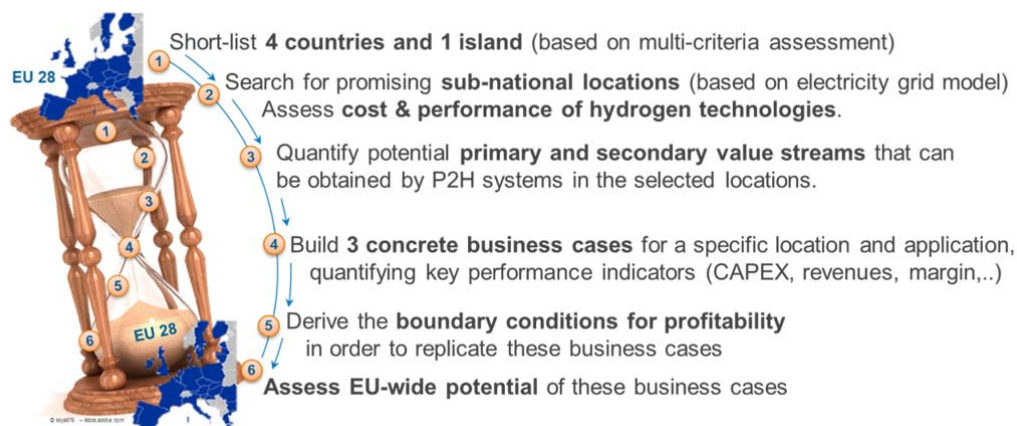 EU 28
1 Short-list 4 countries and 1 island (based on multi-criteria assessment)
2 Search for promising sub-national locations (based on electricity grid model)
Assess cost & performance of hydrogen technologies.
3 Quantify potential primary and secondary value streams that can
be obtained by P2H systems in the selected locations.
4 Build 3 concrete business cases for a specific location and application,
quantifying key performance indicators (CAPEX, revenues, margin,..)
5 Derive the boundary conditions for profitability
in order to replicate these business cases
6 Assess EU-wide potential of these business cases
1
2
3
4
5
6
EU 28